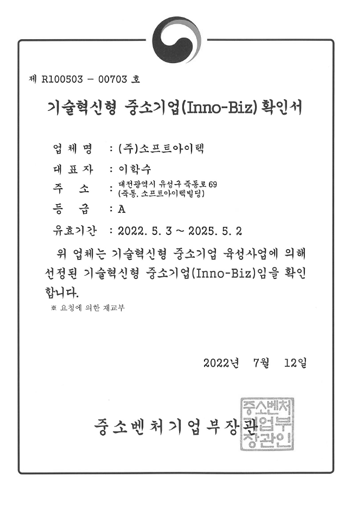 제 R100503 - 00703 호
기술혁신형 중소기업(Inno-Biz) 확인서
업 체 명 : (주)소프트아이텍
대 표 자 : 이학수
주 소 : 대전광역시 유성구 죽동로 69
(죽동, 소프트아이텍빌딩)
등 급 : A
유효기간 : 2022. 5. 3 ~ 2025. 5. 2
위 업체는 기술혁신형 중소기업 육성사업에 의해
선정된 기술혁신형 중소기업(Inno-Biz)임을 확인
합니다.
※ 요청에 의한 재교부
2022년 7월 12일
중소벤처기업부장관
중소벤처
기업부
장관인